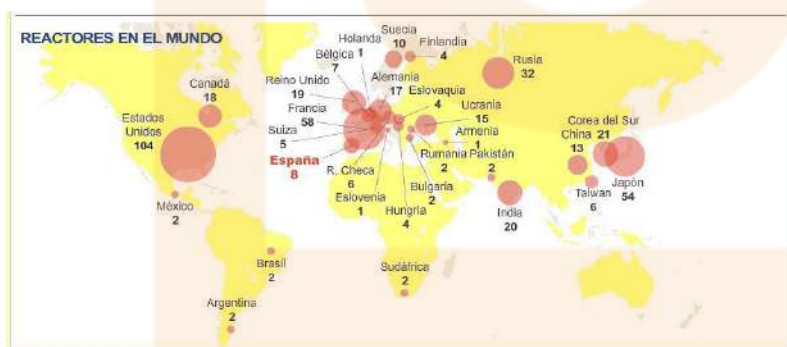 REACTORES EN EL MUNDO
Suecia
10
Holanda
1
Finlandia
4
Bélgica
7
Rusia
32
Canadá
18
Reino Unido
19
Alemania
17
Eslovaquia
4
Francia
58
Ucrania
15
Estados
Unidos
104
Suiza
5
Armenia
1
Corea del Sur
21
China
13
España
8
R. Checa
6
Rumania
2
Pakistán
2
Japón
54
Eslovenia
1
Bulgaria
2
Hungría
4
Taiwan
6
India
20
México
2
Brasil
2
Sudáfrica
2
Argentina
2